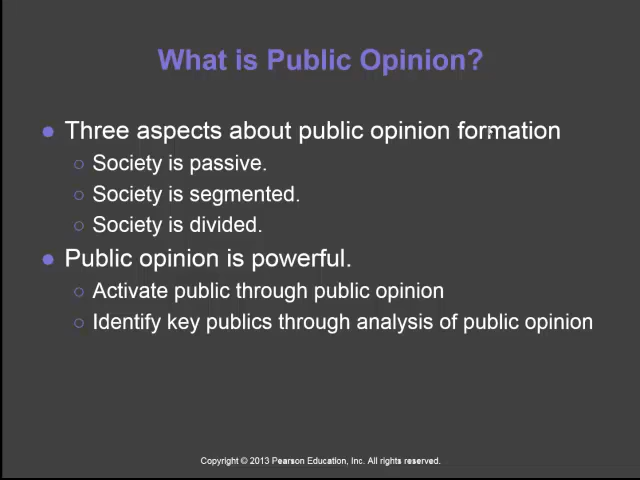 What is Public Opinion?
● Three aspects about public opinion formation
○ Society is passive.
○ Society is segmented.
○ Society is divided.
● Public opinion is powerful.
○ Activate public through public opinion
○ Identify key publics through analysis of public opinion
Copyright © 2013 Pearson Education, Inc. All rights reserved.